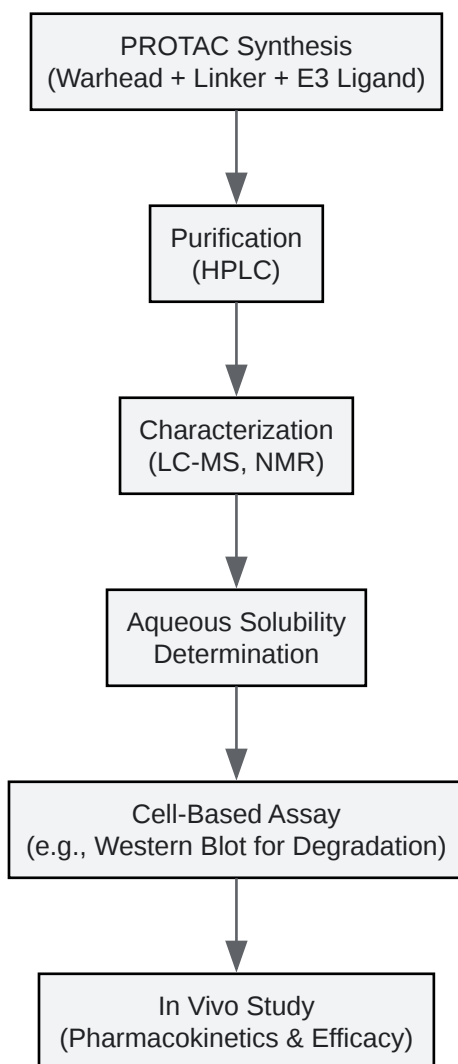 PROTAC Synthesis
(Warhead + Linker + E3 Ligand)
Purification
(HPLC)
Characterization
(LC-MS, NMR)
Aqueous Solubility
Determination
Cell-Based Assay
(e.g., Western Blot for Degradation)
In Vivo Study
(Pharmacokinetics & Efficacy)